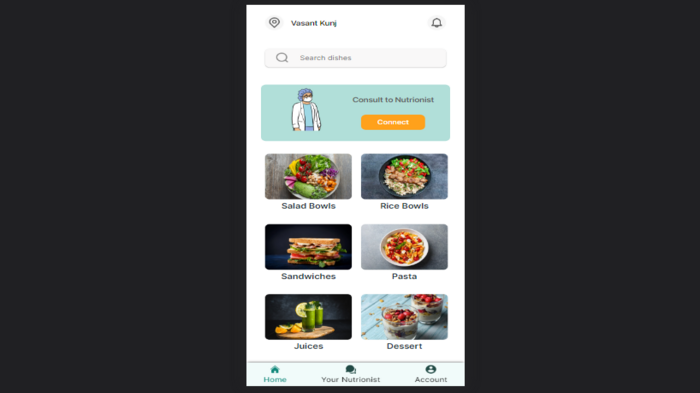 Vasant Kunj
Search dishes
Consult to Nutrionist
Connect
Salad Bowls
Rice Bowls
Sandwiches
Pasta
Juices
Dessert
Home
Your Nutrionist
Account